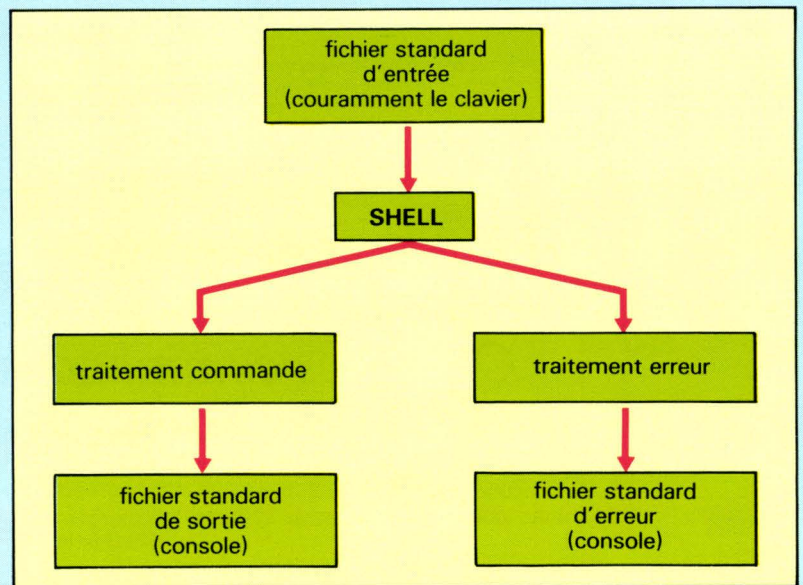 fichier standard
d'entrée
(couramment le clavier)
SHELL
traitement commande
traitement erreur
fichier standard
de sortie
(console)
fichier standard
d'erreur
(console)